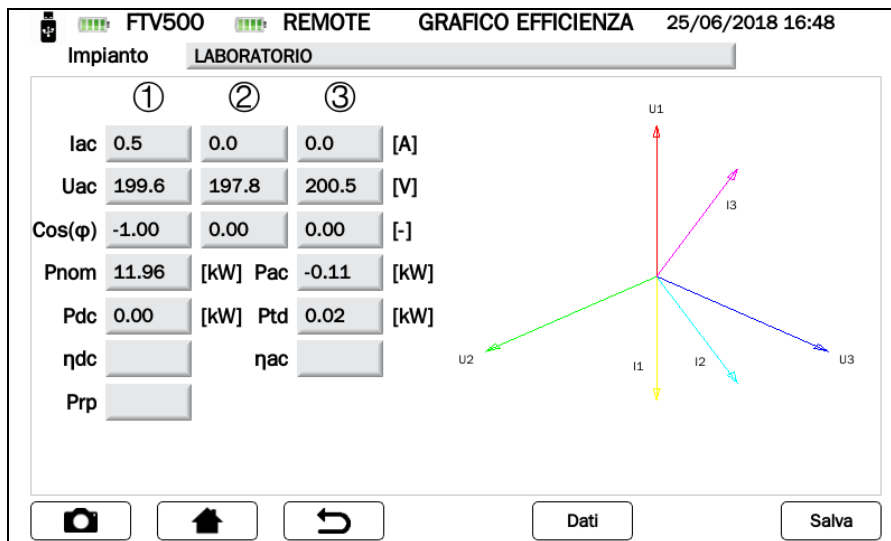 FTV500 REMOTE GRAFICO EFFICIENZA 25/06/2018 16:48
Impianto LABORATORIO
① ② ③
Iac 0.5 0.0 0.0 [A]
Uac 199.6 197.8 200.5 [V]
Cos(φ) -1.00 0.00 0.00 [-]
Pnom 11.96 [kW] Pac -0.11 [kW]
Pdc 0.00 [kW] Ptd 0.02 [kW]
ηdc ηac
Prp
U1
I3
U2 I1 I2 U3
Dati Salva